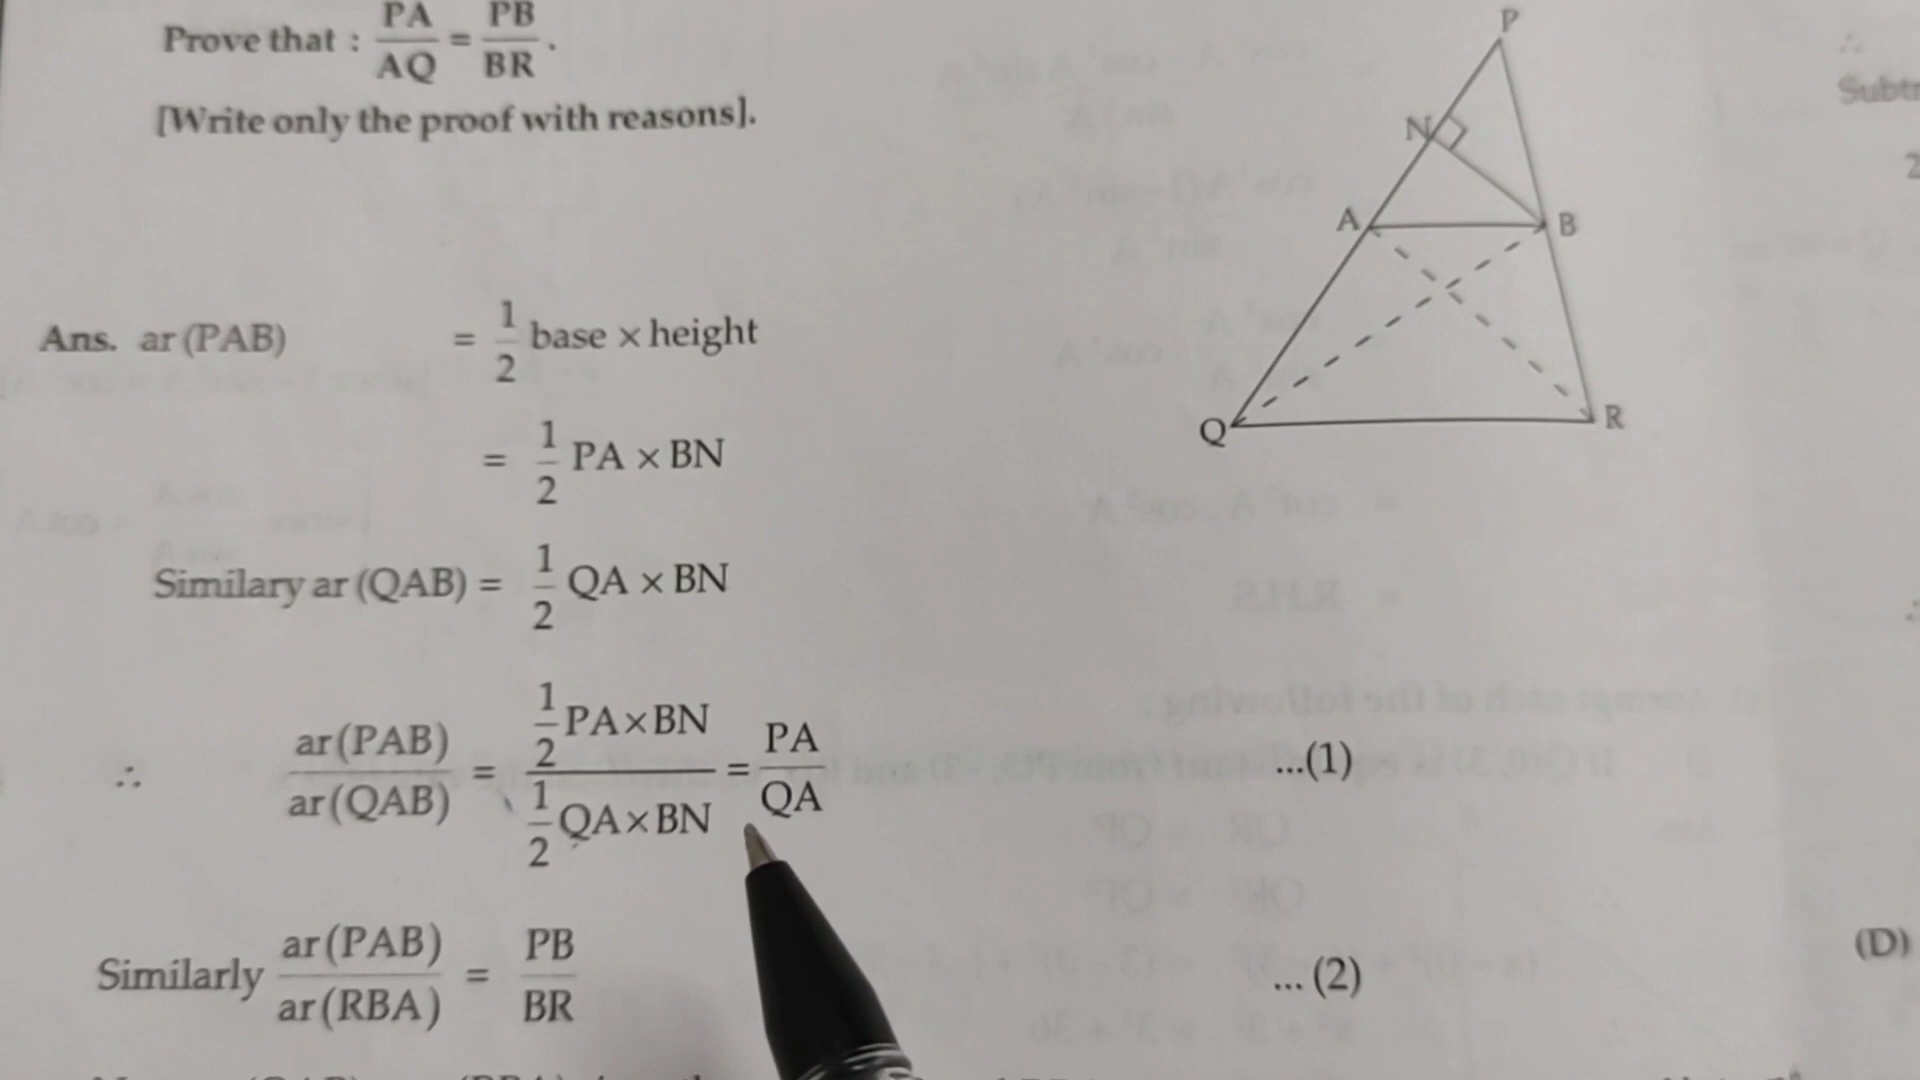 Prove that : PA/AQ = PB/BR .
[Write only the proof with reasons].
P
N
A
B
Q
R
Ans. ar (PAB) = 1/2 base × height
= 1/2 PA × BN
Similary ar (QAB) = 1/2 QA × BN
∴ ar(PAB)/ar(QAB) = 1/2 PA×BN / 1/2 QA×BN = PA/QA ...(1)
Similarly ar(PAB)/ar(RBA) = PB/BR ... (2)
∴
Subtr
2
(D)